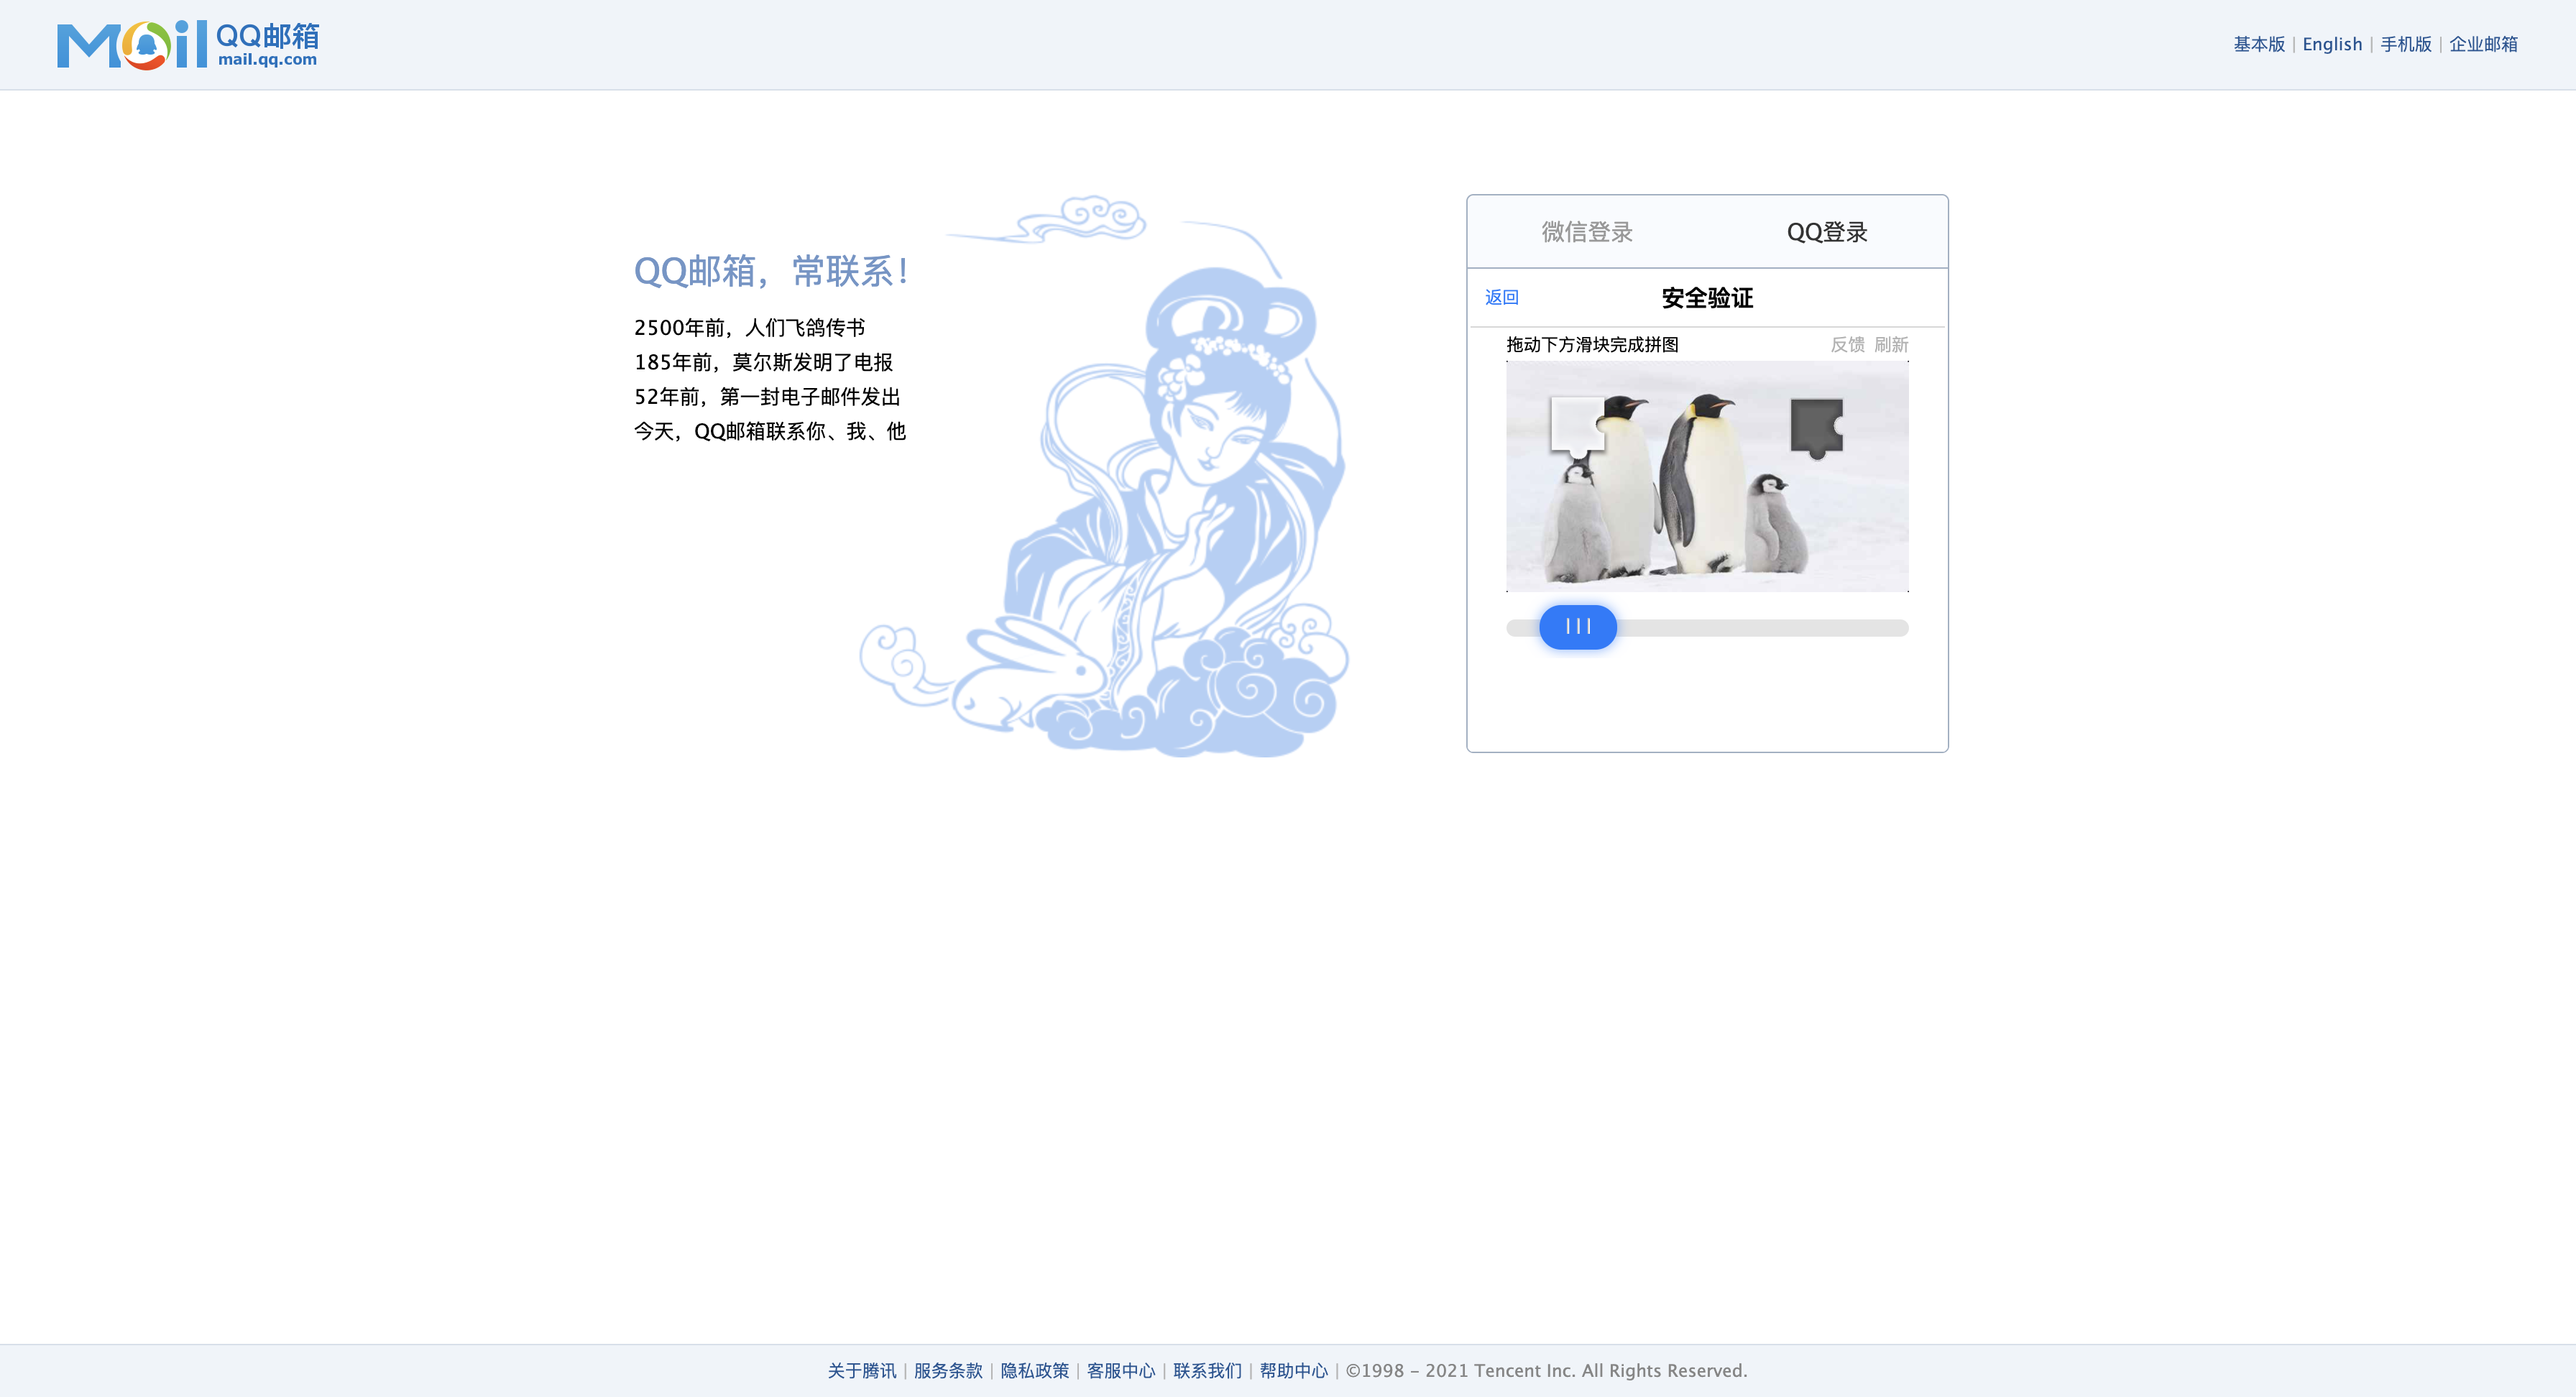 Mail QQ邮箱
mail.qq.com
基本版 | English | 手机版 | 企业邮箱
QQ邮箱，常联系！
2500年前，人们飞鸽传书
185年前，莫尔斯发明了电报
52年前，第一封电子邮件发出
今天，QQ邮箱联系你、我、他
微信登录 QQ登录
返回 安全验证
拖动下方滑块完成拼图 反馈 刷新
关于腾讯 | 服务条款 | 隐私政策 | 客服中心 | 联系我们 | 帮助中心 | ©1998 - 2021 Tencent Inc. All Rights Reserved.